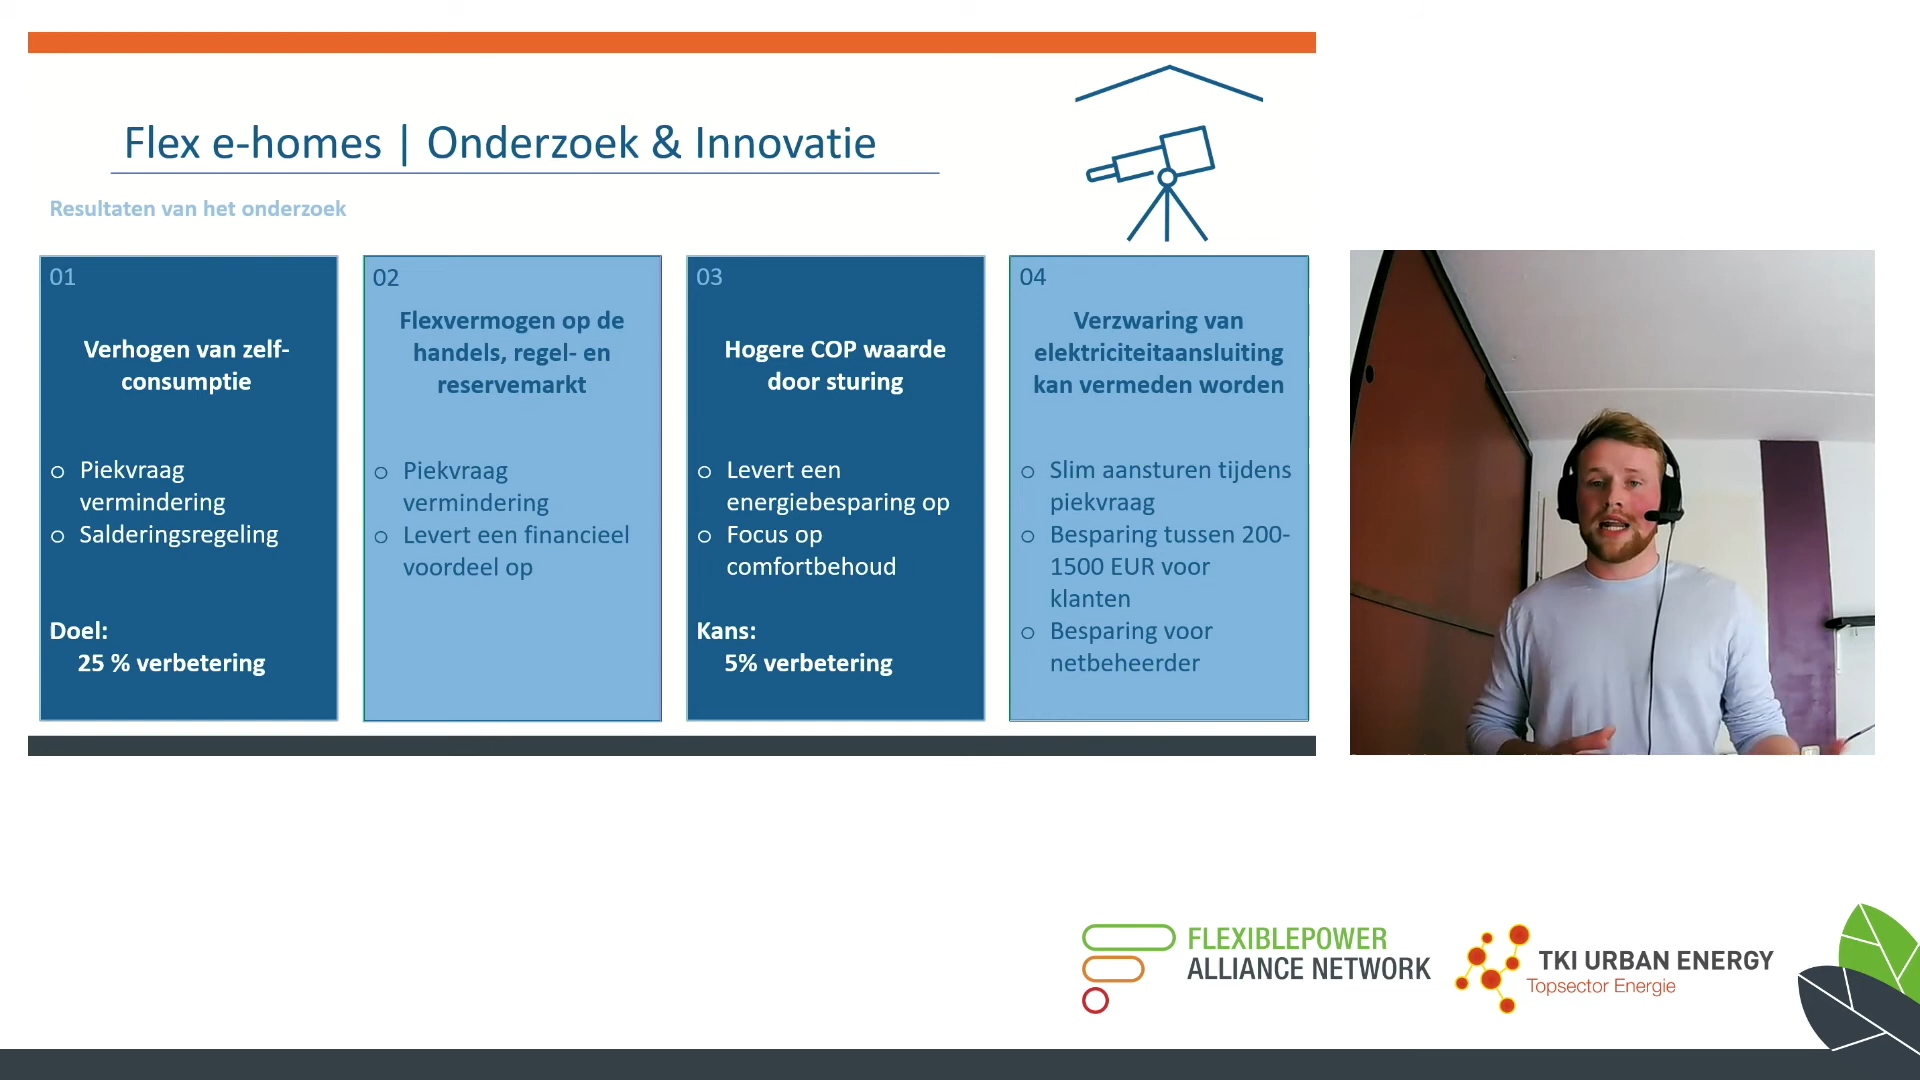 Flex e-homes | Onderzoek & Innovatie
Resultaten van het onderzoek
01
Verhogen van zelf-
consumptie
o Piekvraag
vermindering
o Salderingsregeling
Doel:
25 % verbetering
02
Flexvermogen op de
handels, regel- en
reservemarkt
o Piekvraag
vermindering
o Levert een financieel
voordeel op
03
Hogere COP waarde
door sturing
o Levert een
energiebesparing op
o Focus op
comfortbehoud
Kans:
5% verbetering
04
Verzwaring van
elektriciteitaansluiting
kan vermeden worden
o Slim aansturen tijdens
piekvraag
o Besparing tussen 200-
1500 EUR voor
klanten
o Besparing voor
netbeheerder
FLEXIBLEPOWER
ALLIANCE NETWORK
TKI URBAN ENERGY
Topsector Energie